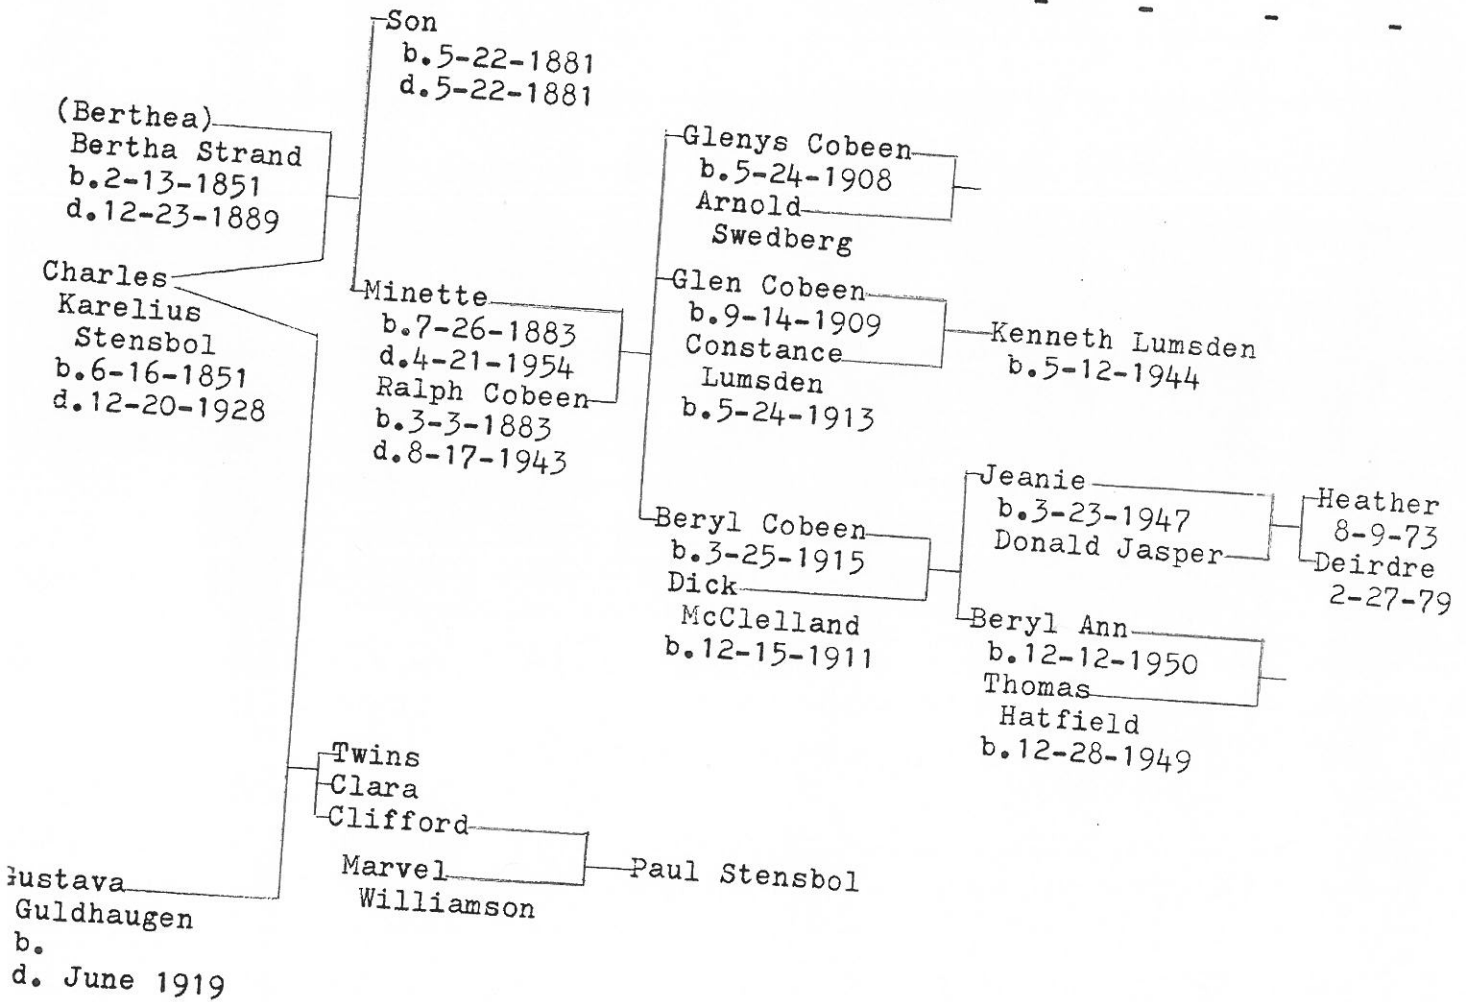 Son
b.5-22-1881
d.5-22-1881
(Berthea)
Bertha Strand
b.2-13-1851
d.12-23-1889
Charles
Karelius
Stensbol
b.6-16-1851
d.12-20-1928
Minette
b.7-26-1883
d.4-21-1954
Ralph Cobeen
b.3-3-1883
d.8-17-1943
Glenys Cobeen
b.5-24-1908
Arnold
Swedberg
Glen Cobeen
b.9-14-1909
Constance
Lumsden
b.5-24-1913
Kenneth Lumsden
b.5-12-1944
Beryl Cobeen
b.3-25-1915
Dick
McClelland
b.12-15-1911
Jeanie
b.3-23-1947
Donald Jasper
Heather
8-9-73
Deirdre
2-27-79
Beryl Ann
b.12-12-1950
Thomas
Hatfield
b.12-28-1949
Twins
Clara
Clifford
Marvel
Williamson
Paul Stensbol
Gustava
Guldhaugen
b.
d. June 1919